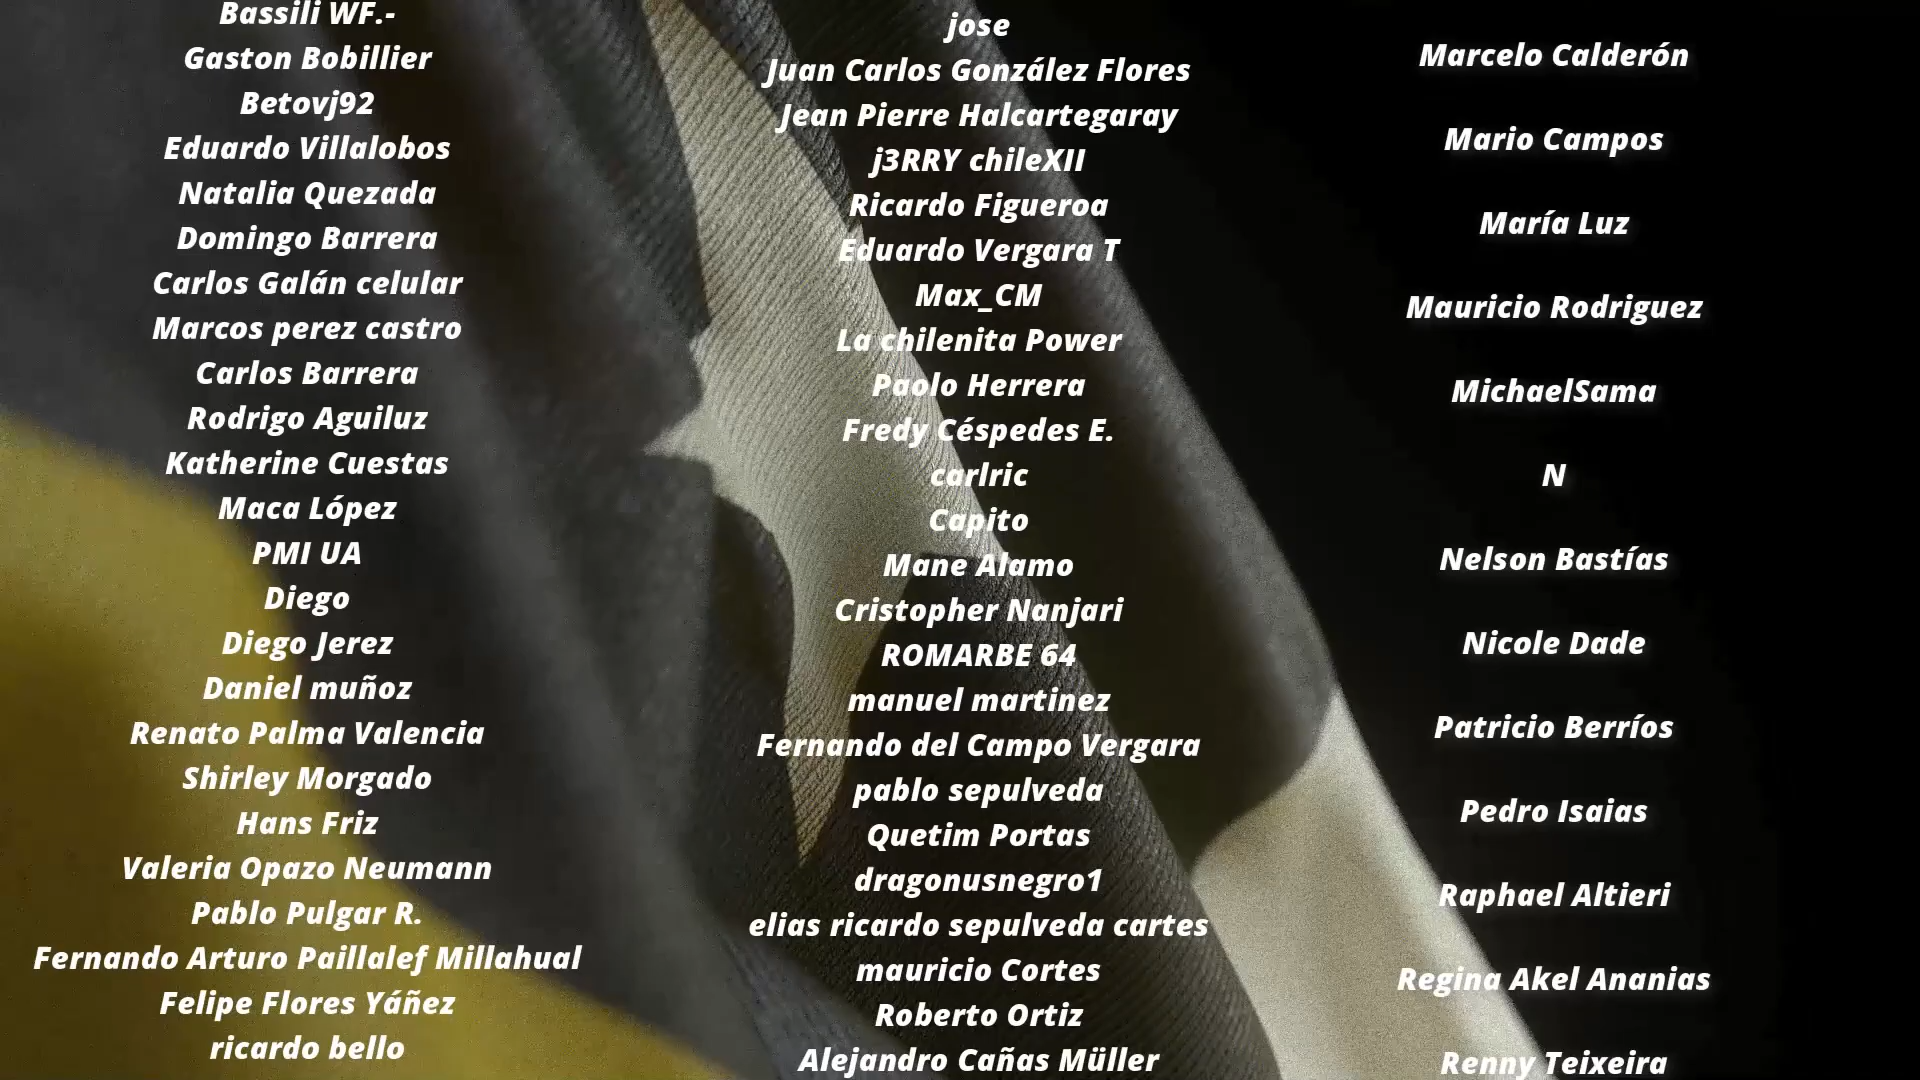 Bassili WF.-
Gaston Bobillier
Betovj92
Eduardo Villalobos
Natalia Quezada
Domingo Barrera
Carlos Galán celular
Marcos perez castro
Carlos Barrera
Rodrigo Aguiluz
Katherine Cuestas
Maca López
PMI UA
Diego
Diego Jerez
Daniel muñoz
Renato Palma Valencia
Shirley Morgado
Hans Friz
Valeria Opazo Neumann
Pablo Pulgar R.
Fernando Arturo Paillalef Millahual
Felipe Flores Yáñez
ricardo bello
jose
Juan Carlos González Flores
Jean Pierre Halcartegaray
j3RRY chileXII
Ricardo Figueroa
Eduardo Vergara T
Max_CM
La chilenita Power
Paolo Herrera
Fredy Céspedes E.
carlric
Capito
Mane Alamo
Cristopher Nanjari
ROMARBE 64
manuel martinez
Fernando del Campo Vergara
pablo sepulveda
Quetim Portas
dragonusnegro1
elias ricardo sepulveda cartes
mauricio Cortes
Roberto Ortiz
Alejandro Cañas Müller
Marcelo Calderón
Mario Campos
María Luz
Mauricio Rodriguez
MichaelSama
N
Nelson Bastías
Nicole Dade
Patricio Berríos
Pedro Isaias
Raphael Altieri
Regina Akel Ananias
Renny Teixeira